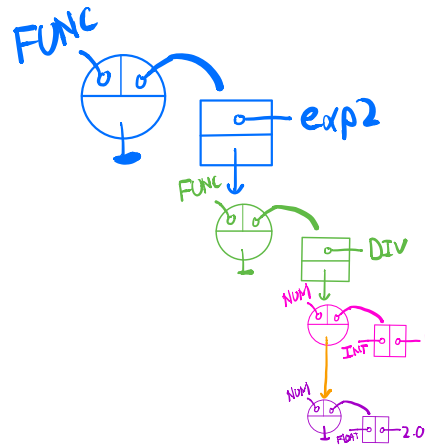 FUNC
exp2
FUNC
DIV
NUM
INT
NUM
FLOAT 2.0